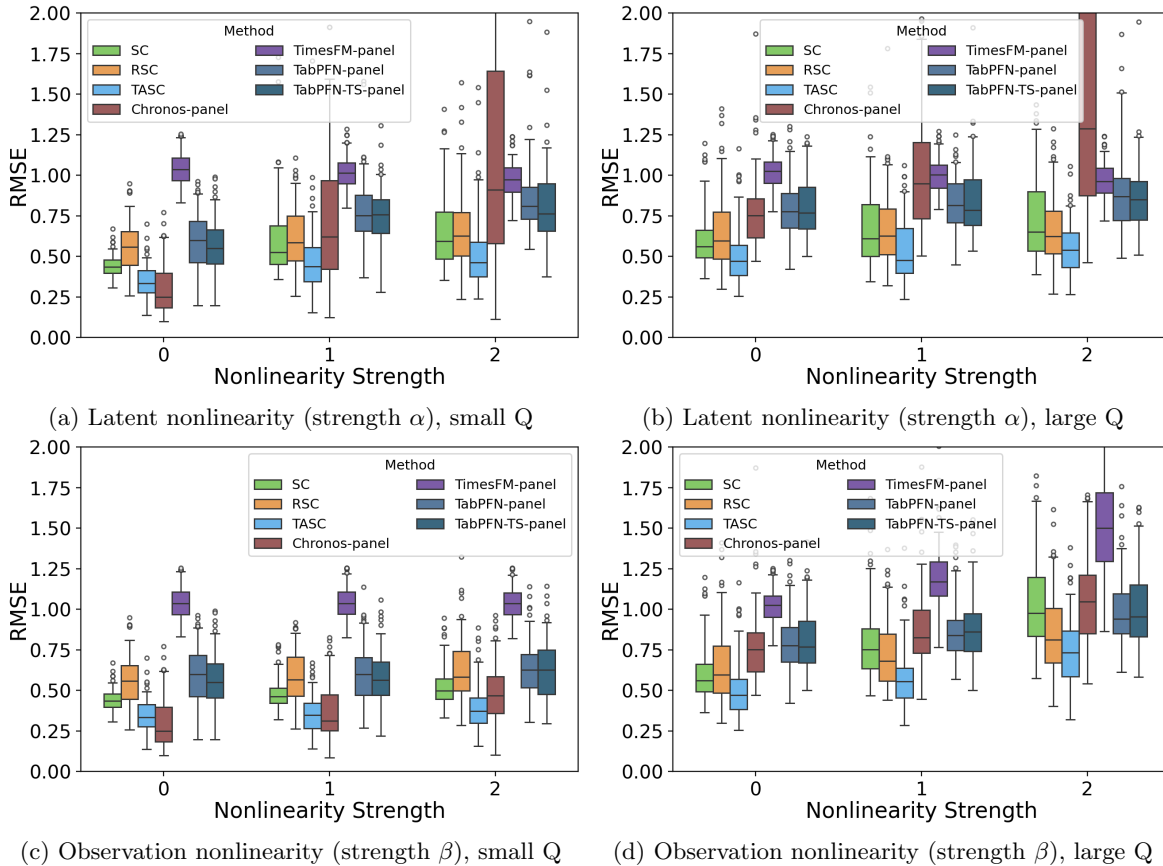 2.00
1.75
1.50
1.25
1.00
0.75
0.50
0.25
0.00
RMSE
Method
SC
RSC
TASC
Chronos-panel
TimesFM-panel
TabPFN-panel
TabPFN-TS-panel
0 1 2
Nonlinearity Strength
(a) Latent nonlinearity (strength α), small Q
2.00
1.75
1.50
1.25
1.00
0.75
0.50
0.25
0.00
RMSE
Method
SC
RSC
TASC
Chronos-panel
TimesFM-panel
TabPFN-panel
TabPFN-TS-panel
0 1 2
Nonlinearity Strength
(b) Latent nonlinearity (strength α), large Q
2.00
1.75
1.50
1.25
1.00
0.75
0.50
0.25
0.00
RMSE
Method
SC
RSC
TASC
Chronos-panel
TimesFM-panel
TabPFN-panel
TabPFN-TS-panel
0 1 2
Nonlinearity Strength
(c) Observation nonlinearity (strength β), small Q
2.00
1.75
1.50
1.25
1.00
0.75
0.50
0.25
0.00
RMSE
Method
SC
RSC
TASC
Chronos-panel
TimesFM-panel
TabPFN-panel
TabPFN-TS-panel
0 1 2
Nonlinearity Strength
(d) Observation nonlinearity (strength β), large Q